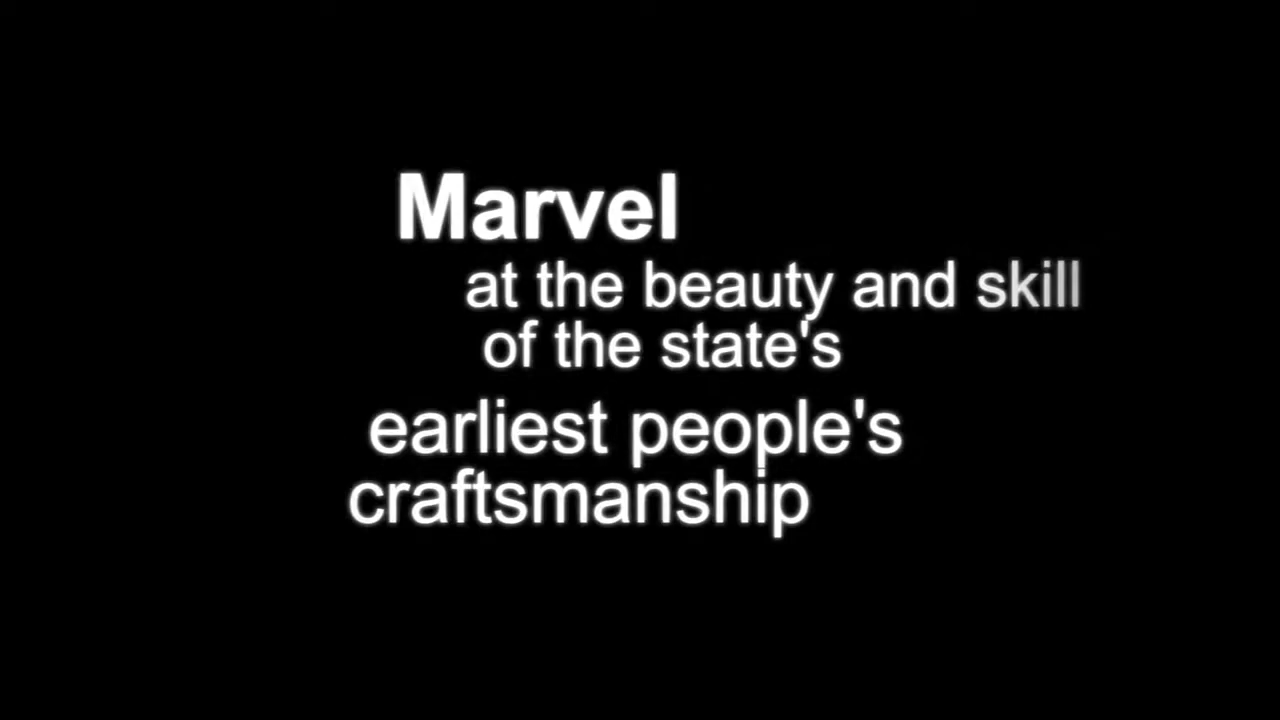 Marvel
at the beauty and skill
of the state's
earliest people's
craftsmanship